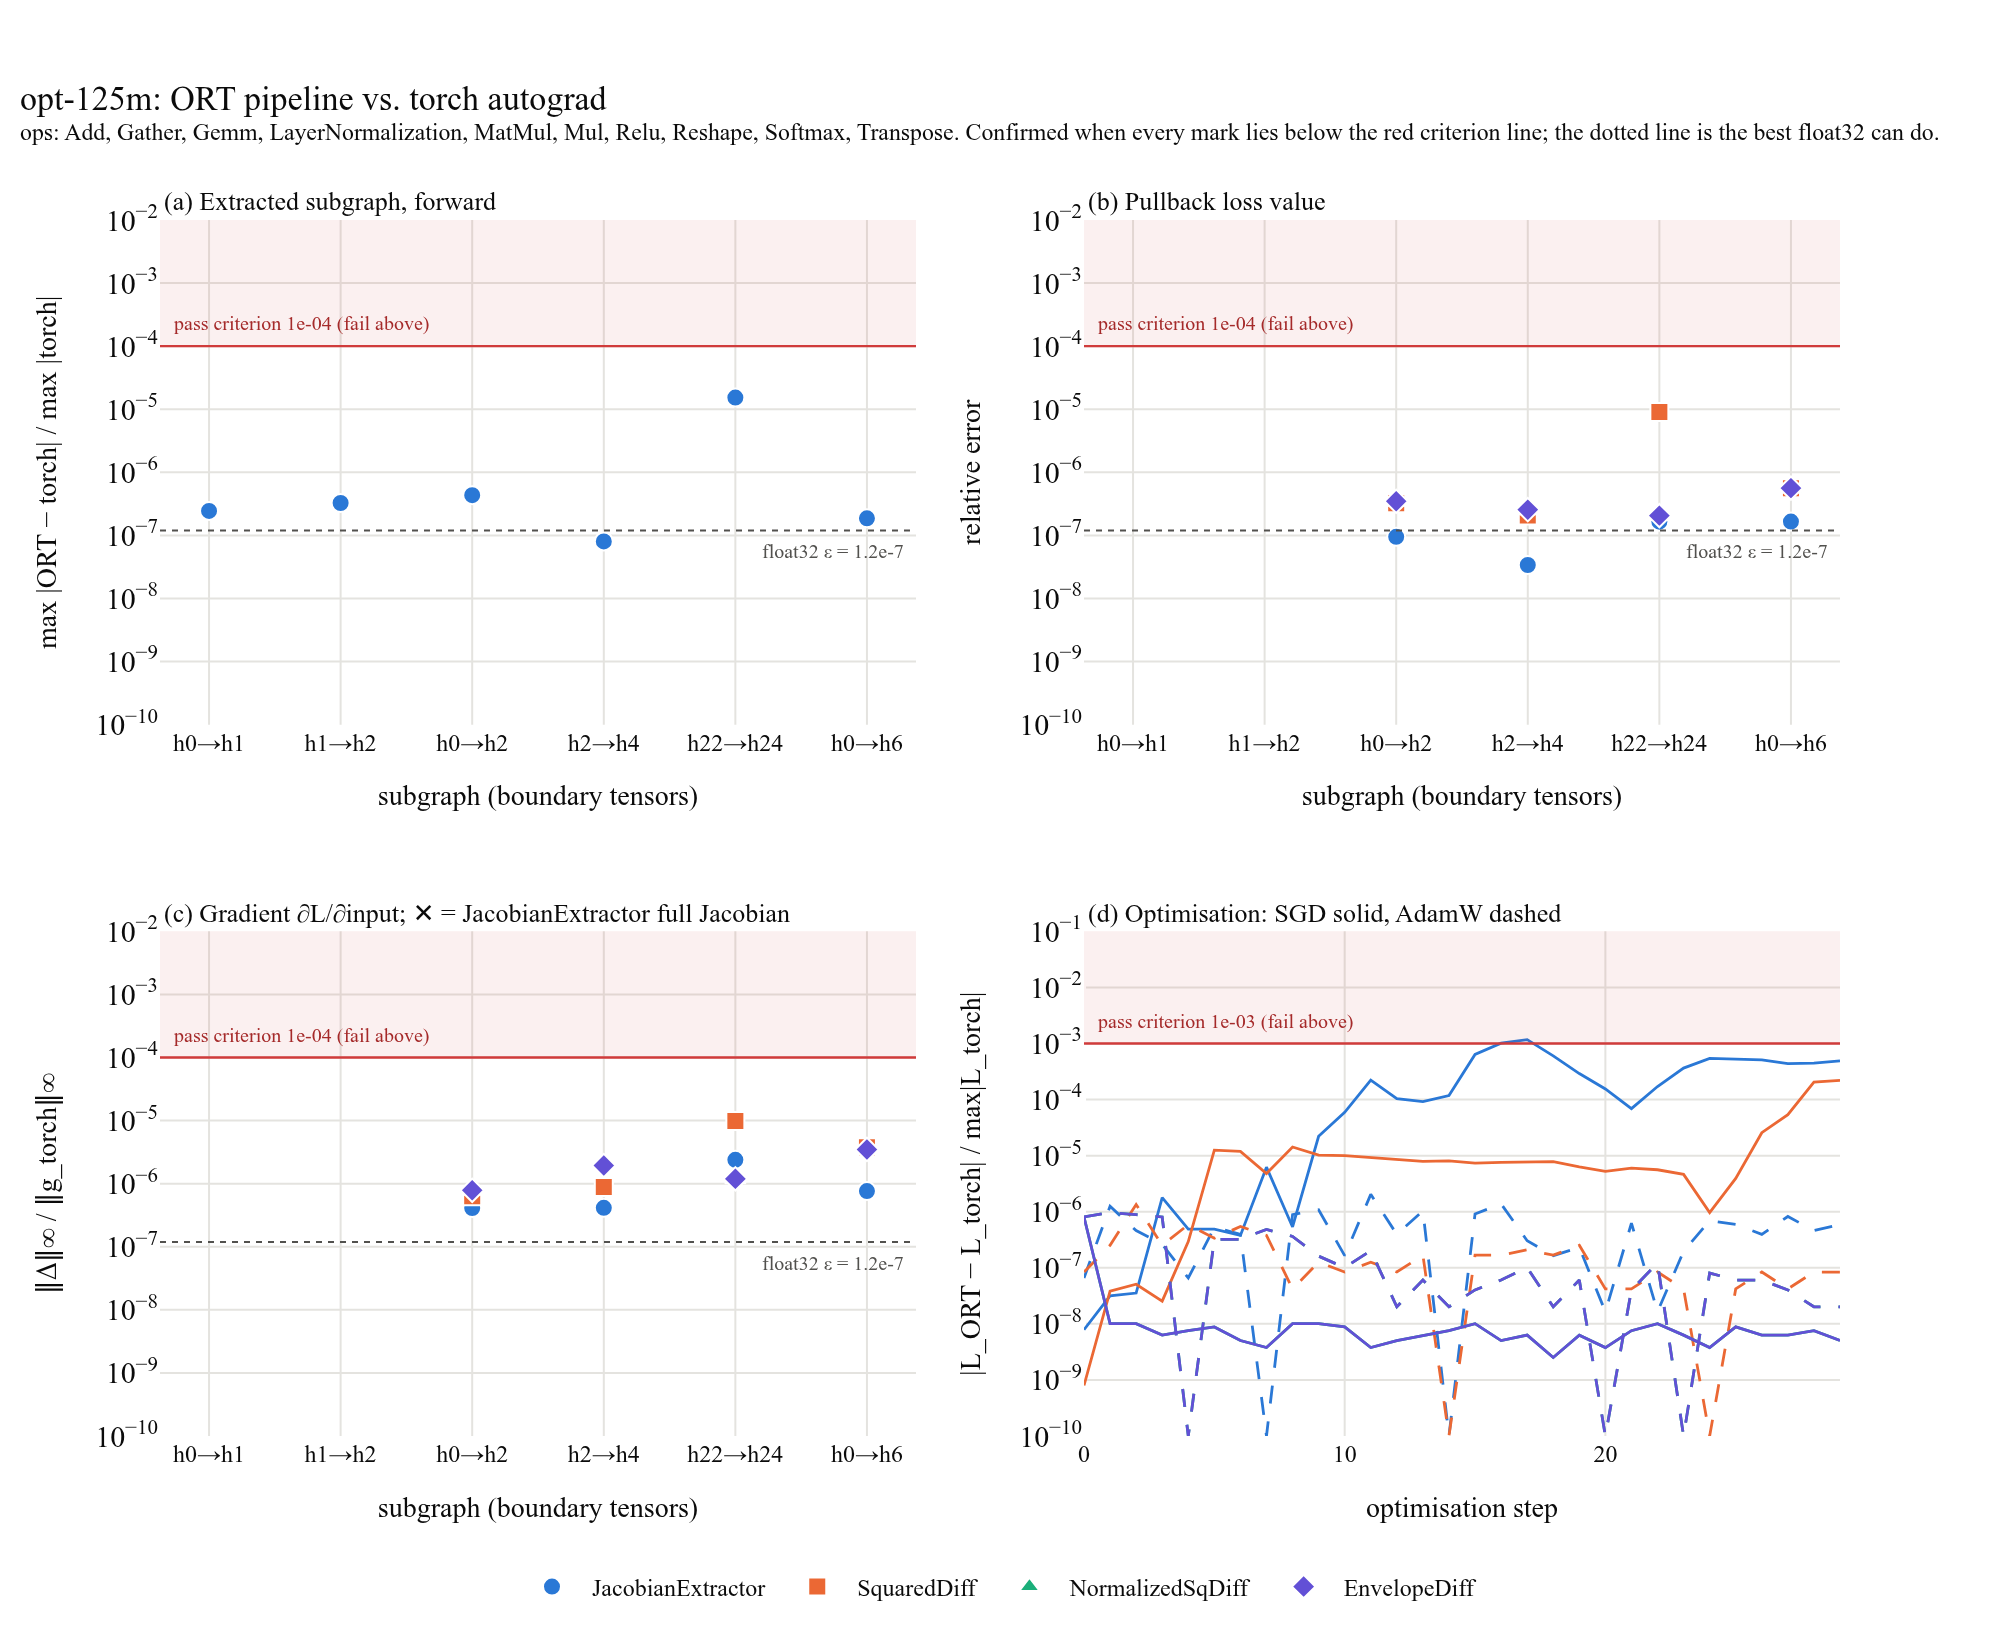 opt-125m: ORT pipeline vs. torch autograd
ops: Add, Gather, Gemm, LayerNormalization, MatMul, Mul, Relu, Reshape, Softmax, Transpose. Confirmed when every mark lies below the red criterion line; the dotted line is the best float32 can do.
(a) Extracted subgraph, forward
max |ORT − torch| / max |torch|
10⁻²
10⁻³
10⁻⁴
10⁻⁵
10⁻⁶
10⁻⁷
10⁻⁸
10⁻⁹
10⁻¹⁰
pass criterion 1e-04 (fail above)
float32 ε = 1.2e-7
h0→h1 h1→h2 h0→h2 h2→h4 h22→h24 h0→h6
subgraph (boundary tensors)
(b) Pullback loss value
relative error
10⁻²
10⁻³
10⁻⁴
10⁻⁵
10⁻⁶
10⁻⁷
10⁻⁸
10⁻⁹
10⁻¹⁰
pass criterion 1e-04 (fail above)
float32 ε = 1.2e-7
h0→h1 h1→h2 h0→h2 h2→h4 h22→h24 h0→h6
subgraph (boundary tensors)
(c) Gradient ∂L/∂input; ✕ = JacobianExtractor full Jacobian
‖Δ‖∞ / ‖g_torch‖∞
10⁻²
10⁻³
10⁻⁴
10⁻⁵
10⁻⁶
10⁻⁷
10⁻⁸
10⁻⁹
10⁻¹⁰
pass criterion 1e-04 (fail above)
float32 ε = 1.2e-7
h0→h1 h1→h2 h0→h2 h2→h4 h22→h24 h0→h6
subgraph (boundary tensors)
(d) Optimisation: SGD solid, AdamW dashed
|L_ORT − L_torch| / max|L_torch|
10⁻¹
10⁻²
10⁻³
10⁻⁴
10⁻⁵
10⁻⁶
10⁻⁷
10⁻⁸
10⁻⁹
10⁻¹⁰
pass criterion 1e-03 (fail above)
0 10 20
optimisation step
JacobianExtractor SquaredDiff NormalizedSqDiff EnvelopeDiff